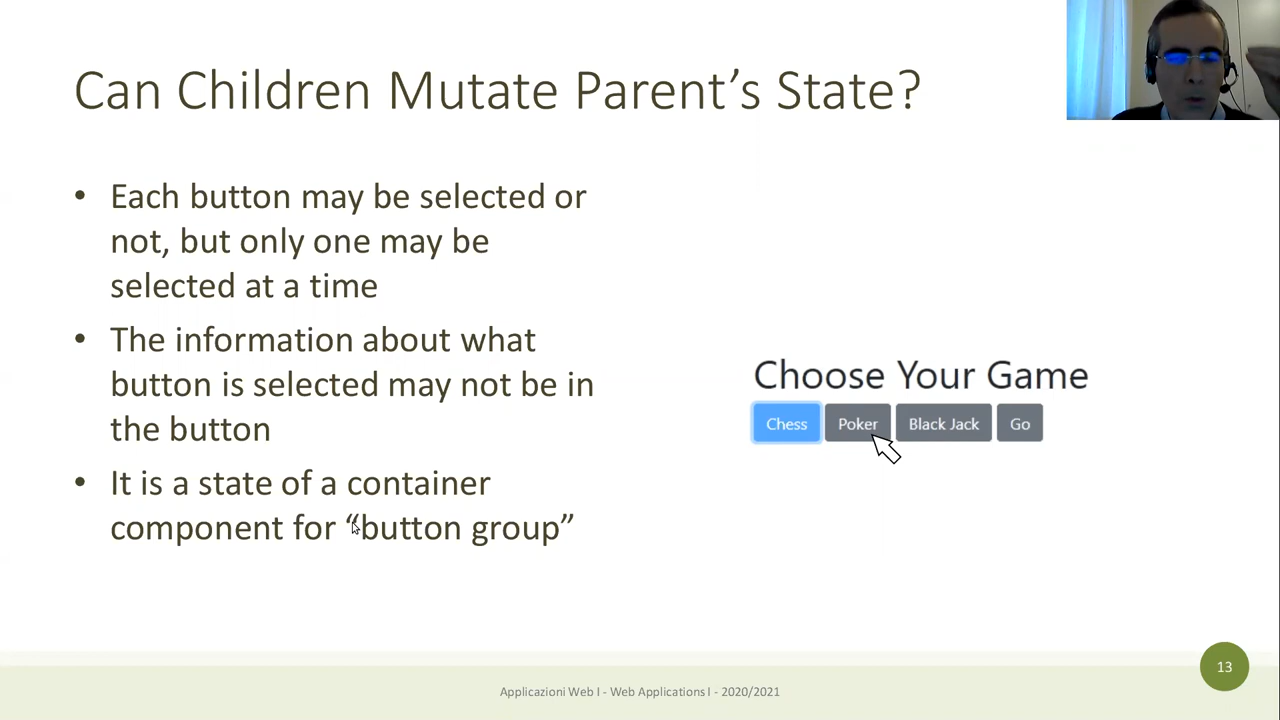 Can Children Mutate Parent’s State?
• Each button may be selected or
not, but only one may be
selected at a time
• The information about what
button is selected may not be in
the button
• It is a state of a container
component for “button group”
Choose Your Game
Chess Poker Black Jack Go
13
Applicazioni Web I - Web Applications I - 2020/2021